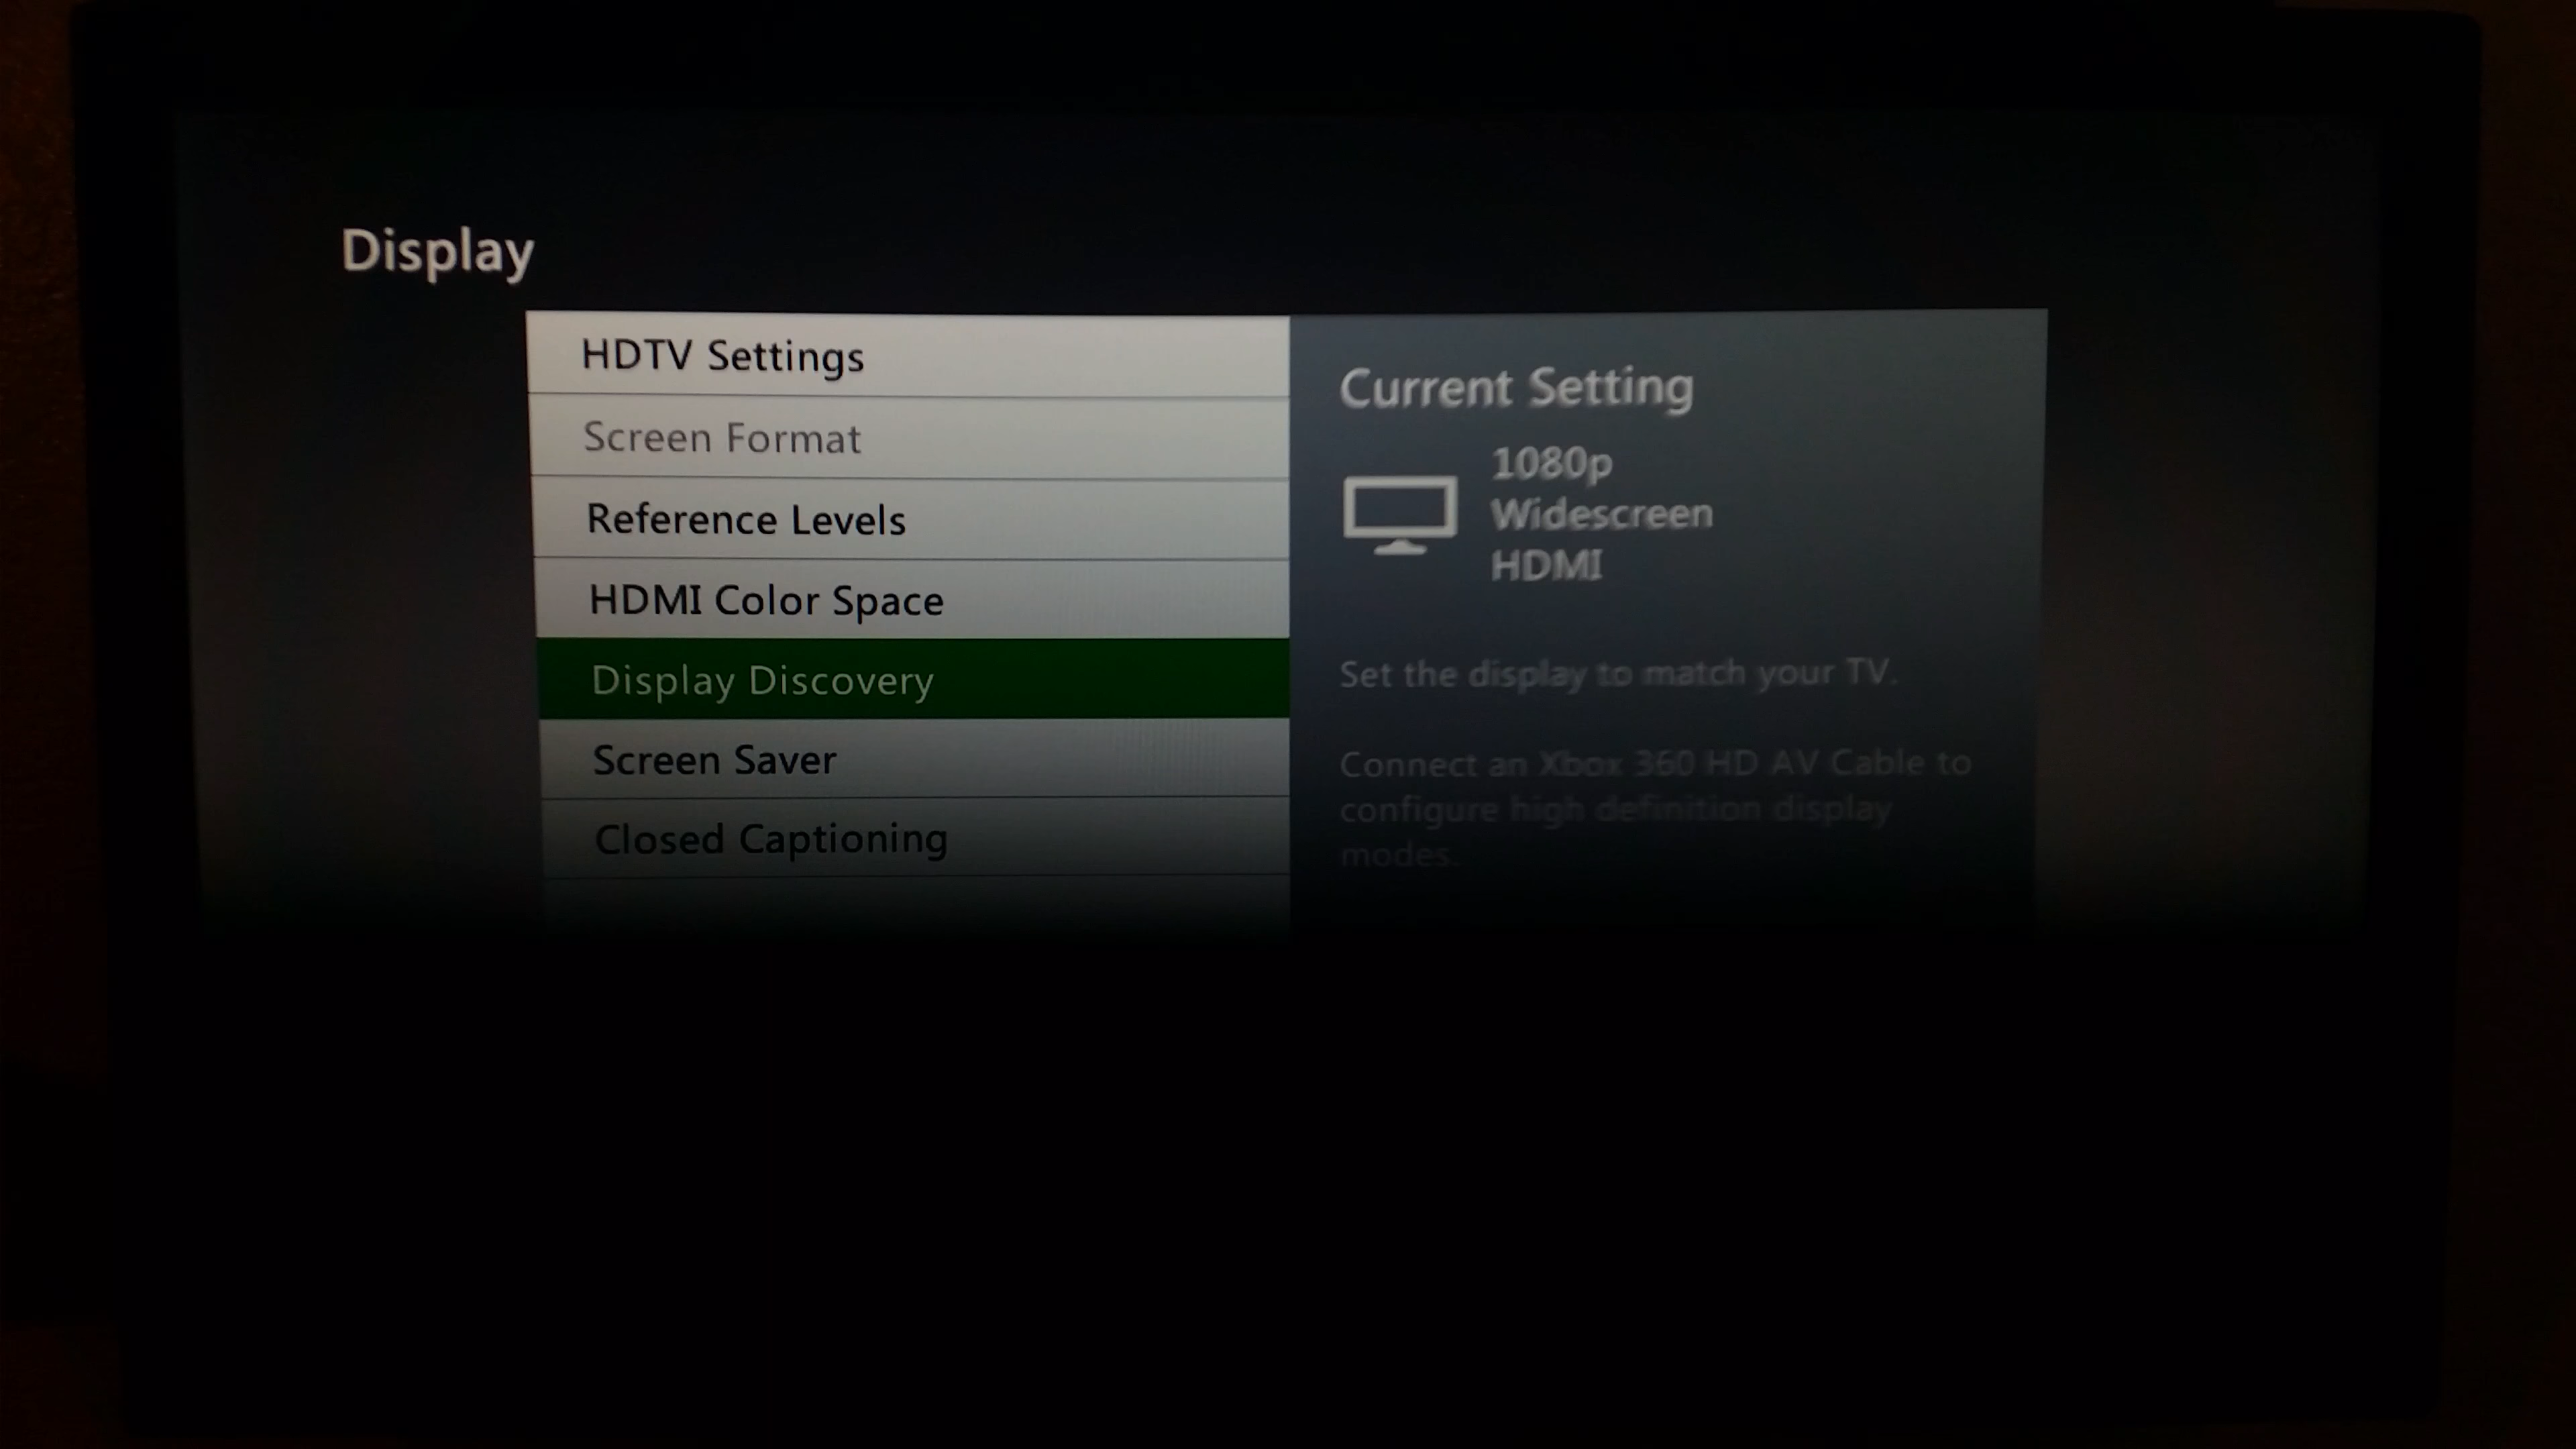 Display
HDTV Settings
Screen Format
Reference Levels
HDMI Color Space
Display Discovery
Screen Saver
Closed Captioning
Current Setting
1080p
Widescreen
HDMI
Set the display to match your TV.
Connect an Xbox 360 HD AV Cable to
configure high definition display
modes.